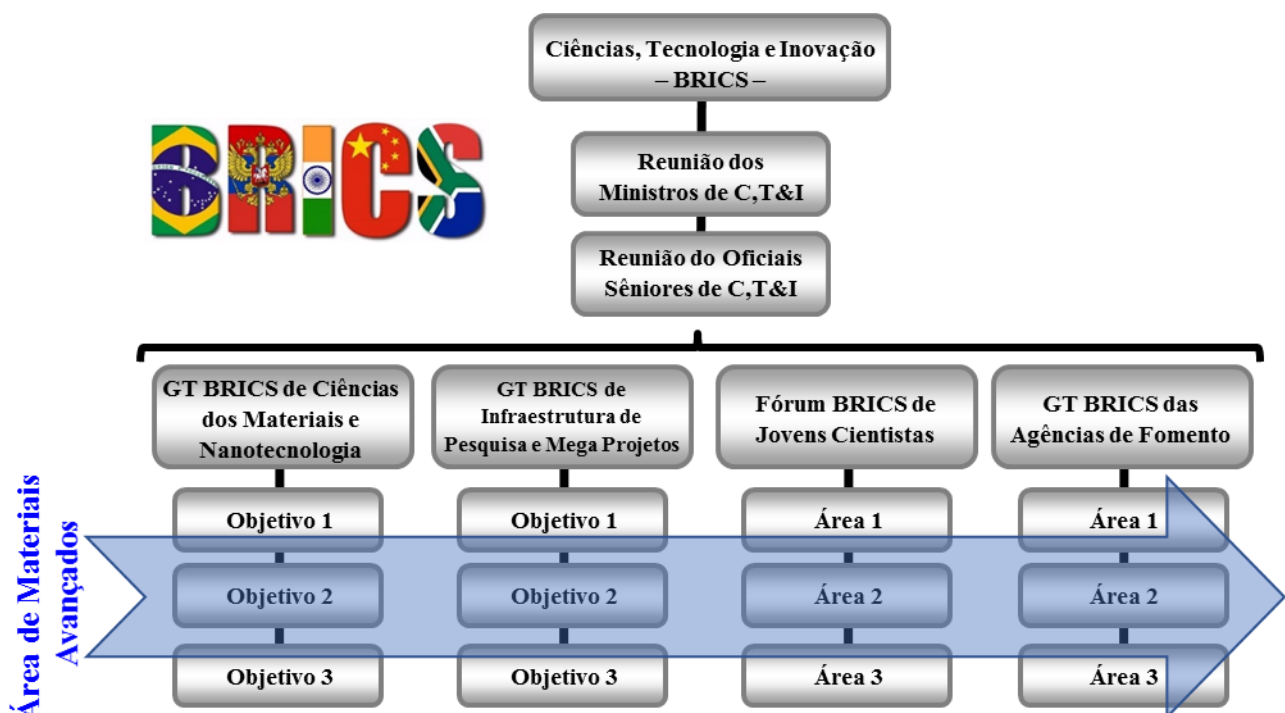 Ciências, Tecnologia e Inovação
– BRICS –
BRICS
Reunião dos
Ministros de C,T&I
Reunião do Oficiais
Sêniores de C,T&I
GT BRICS de Ciências
dos Materiais e
Nanotecnologia
GT BRICS de
Infraestrutura de
Pesquisa e Mega Projetos
Fórum BRICS de
Jovens Cientistas
GT BRICS das
Agências de Fomento
Área de Materiais
Avançados
Objetivo 1
Objetivo 1
Área 1
Área 1
Objetivo 2
Objetivo 2
Área 2
Área 2
Objetivo 3
Objetivo 3
Área 3
Área 3